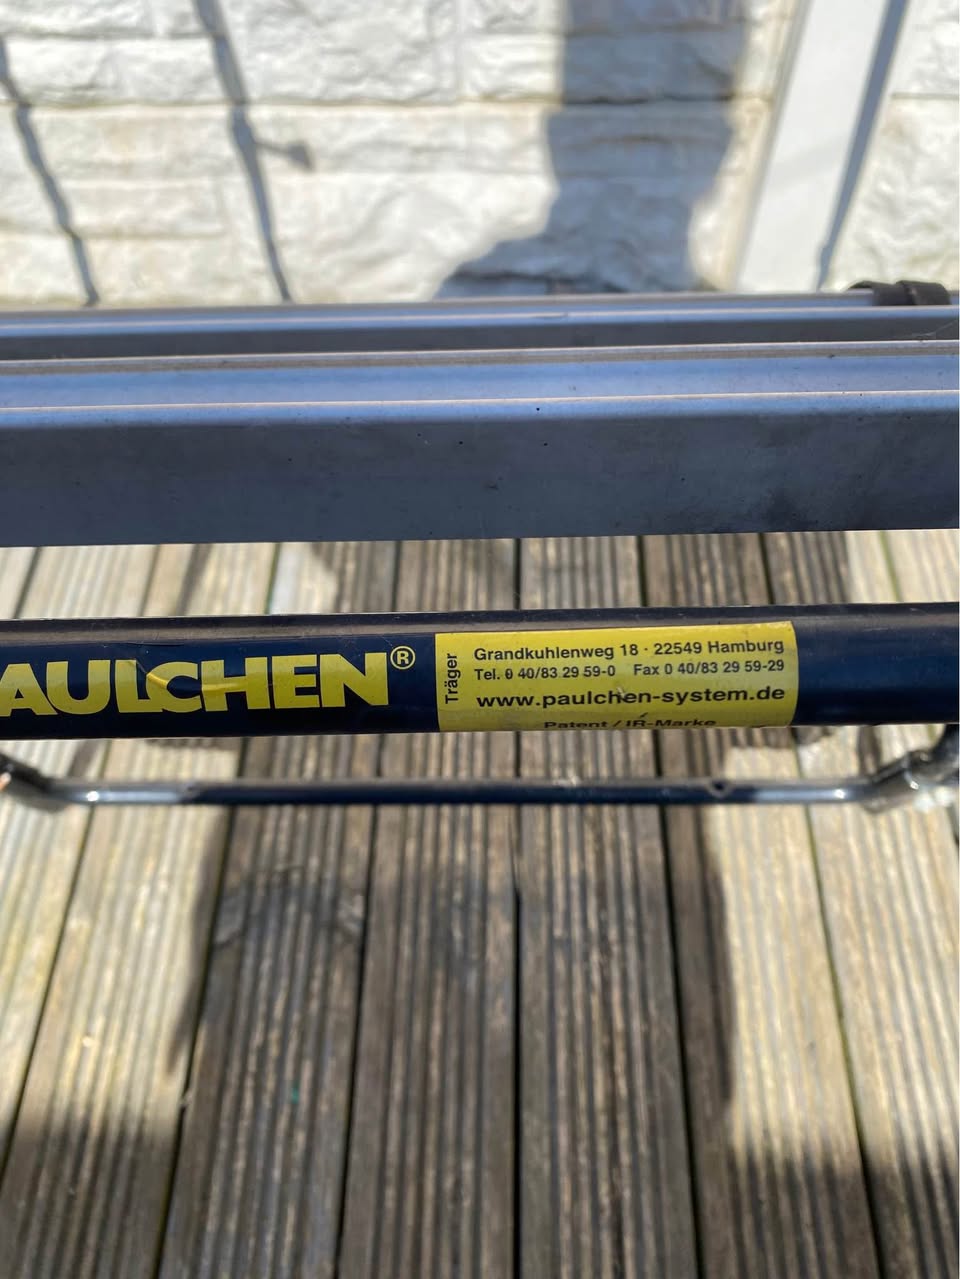 PAULCHEN®
Träger
Grandkuhlenweg 18 · 22549 Hamburg
Tel. 0 40/83 29 59-0 Fax 0 40/83 29 59-29
www.paulchen-system.de
Patent / IR-Marke